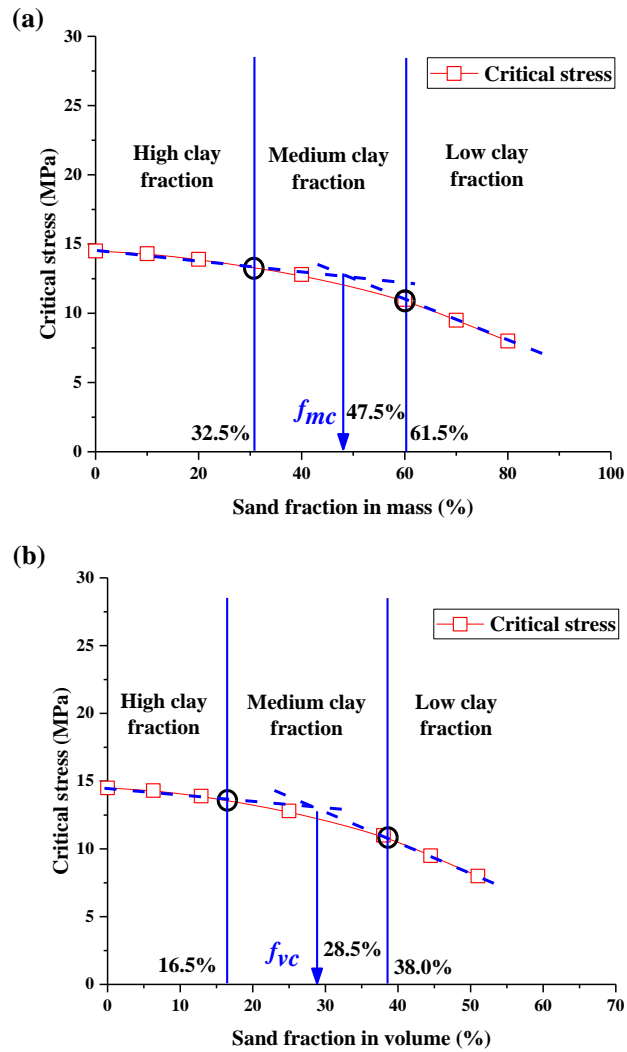 (a)
30
25
20
15
10
5
0
Critical stress (MPa)
Critical stress
High clay
fraction
Medium clay
fraction
Low clay
fraction
32.5%
fmc
47.5%
61.5%
0
20
40
60
80
100
Sand fraction in mass (%)
(b)
30
25
20
15
10
5
0
Critical stress (MPa)
Critical stress
High clay
fraction
Medium clay
fraction
Low clay
fraction
16.5%
fvc
28.5%
38.0%
0
10
20
30
40
50
60
70
Sand fraction in volume (%)